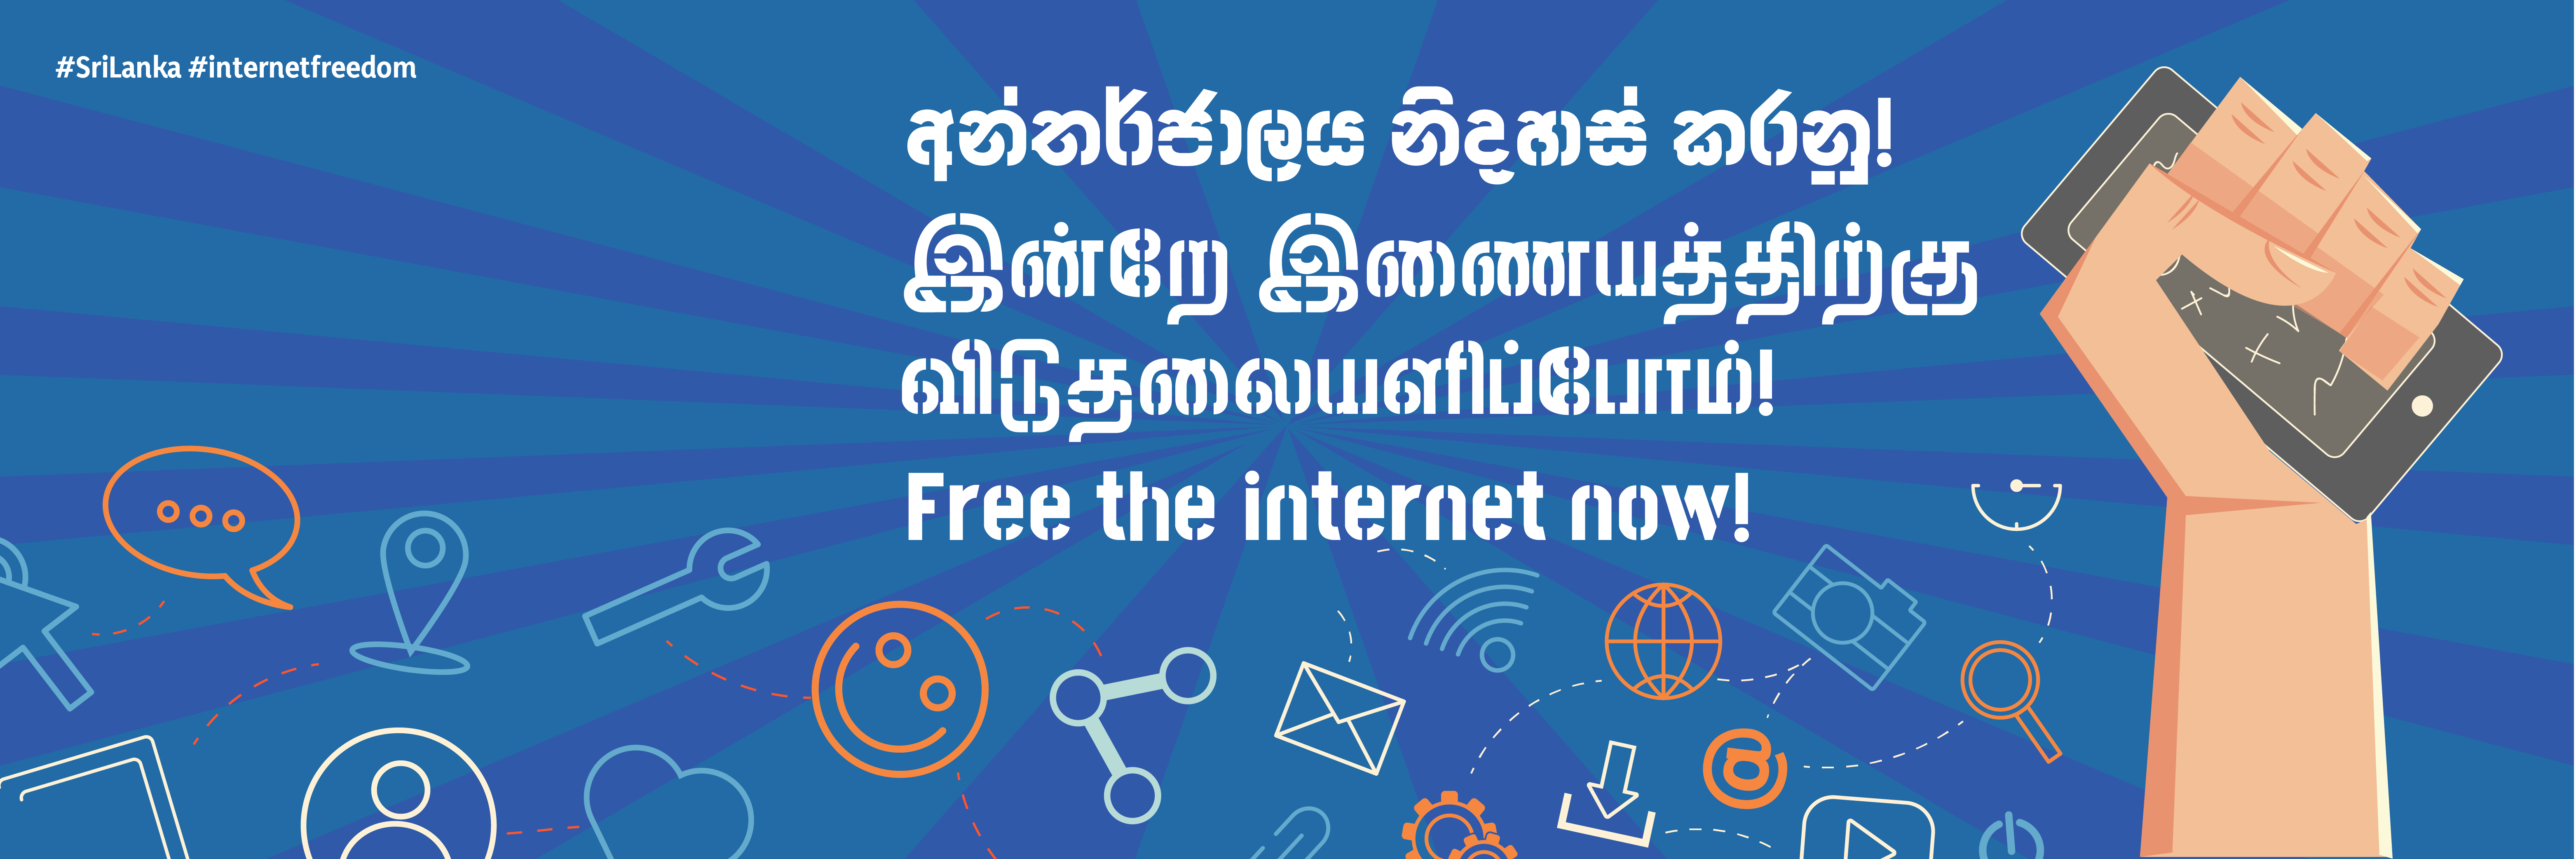 #SriLanka #internetfreedom
අන්තර්ජාලය නිදහස් කරනු!
இன்றே இணையத்திற்கு
விடுதலையளிப்போம்!
Free the internet now!
@